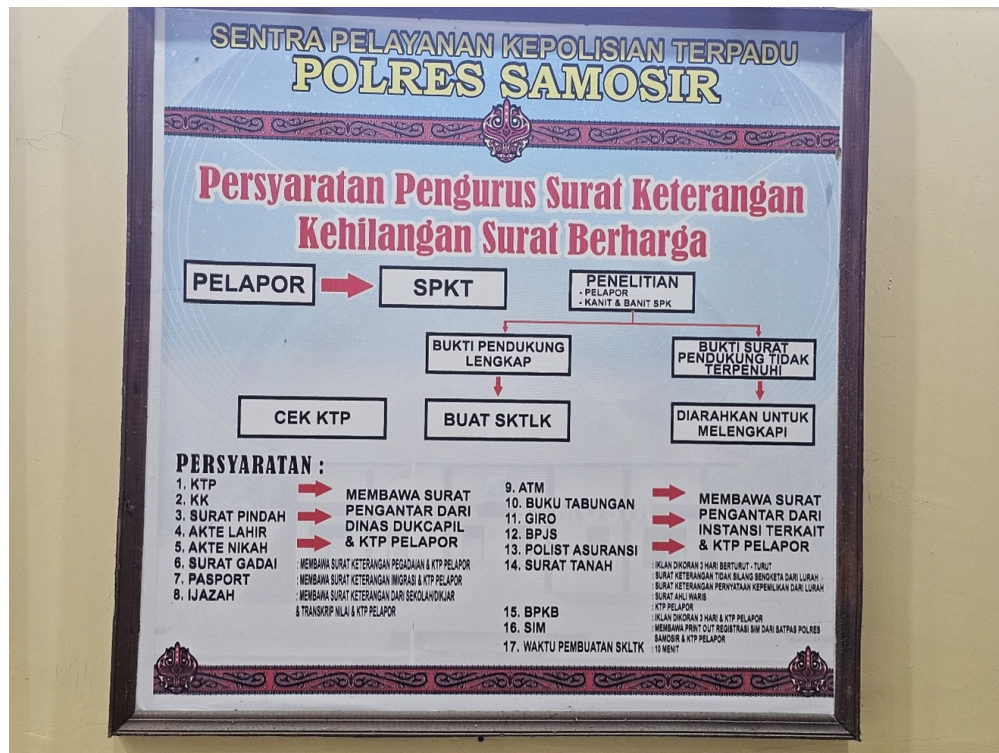 SENTRA PELAYANAN KEPOLISIAN TERPADU
POLRES SAMOSIR
Persyaratan Pengurus Surat Keterangan
Kehilangan Surat Berharga
PELAPOR
SPKT
PENELITIAN
- PELAPOR
- KANIT & BANIT SPK
BUKTI PENDUKUNG
LENGKAP
BUKTI SURAT
PENDUKUNG TIDAK
TERPENUHI
CEK KTP
BUAT SKTLK
DIARAHKAN UNTUK
MELENGKAPI
PERSYARATAN :
1. KTP
2. KK
3. SURAT PINDAH
4. AKTE LAHIR
5. AKTE NIKAH
MEMBAWA SURAT
PENGANTAR DARI
DINAS DUKCAPIL
& KTP PELAPOR
6. SURAT GADAI : MEMBAWA SURAT KETERANGAN PEGADAIAN & KTP PELAPOR
7. PASPORT : MEMBAWA SURAT KETERANGAN IMIGRASI & KTP PELAPOR
8. IJAZAH : MEMBAWA SURAT KETERANGAN DARI SEKOLAH/DIKJAR
& TRANSKRIP NILAI & KTP PELAPOR
9. ATM
10. BUKU TABUNGAN
11. GIRO
12. BPJS
13. POLIST ASURANSI
MEMBAWA SURAT
PENGANTAR DARI
INSTANSI TERKAIT
& KTP PELAPOR
14. SURAT TANAH : IKLAN DIKORAN 3 HARI BERTURUT - TURUT
: SURAT KETERANGAN TIDAK SILANG SENGKETA DARI LURAH
: SURAT KETERANGAN PERNYATAAN KEPEMILIKAN DARI LURAH
: SURAT AHLI WARIS
: KTP PELAPOR
15. BPKB : IKLAN DIKORAN 3 HARI & KTP PELAPOR
16. SIM : MEMBAWA PRINT OUT REGISTRASI SIM DARI SATPAS POLRES
SAMOSIR & KTP PELAPOR
17. WAKTU PEMBUATAN SKLTK : 10 MENIT